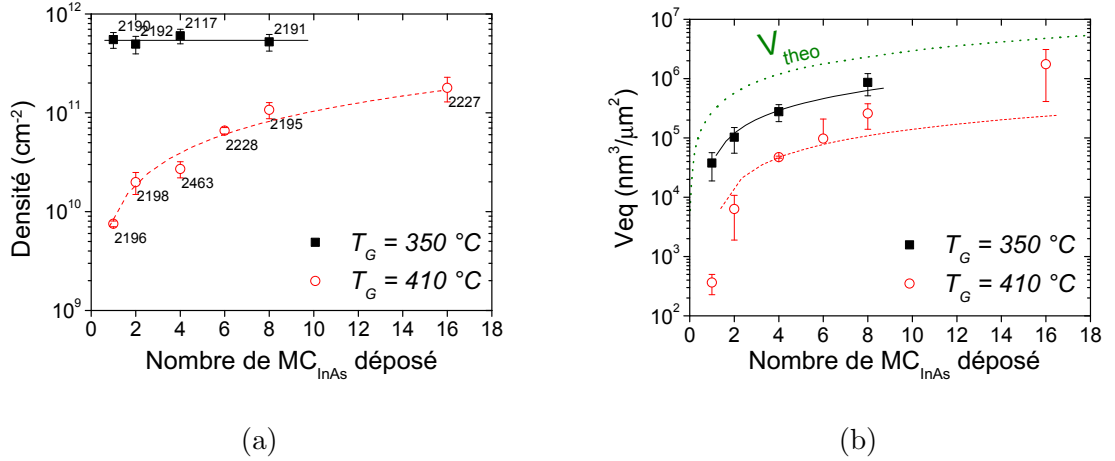 Densité (cm⁻²)
10¹²
10¹¹
10¹⁰
10⁹
2190
2192
2117
2191
2227
2195
2228
2198
2463
2196
T_G = 350 °C
T_G = 410 °C
0 2 4 6 8 10 12 14 16 18
Nombre de MC_InAs déposé
(a)
Veq (nm³/μm²)
10⁷
10⁶
10⁵
10⁴
10³
10²
V_theo
T_G = 350 °C
T_G = 410 °C
0 2 4 6 8 10 12 14 16 18
Nombre de MC_InAs déposé
(b)